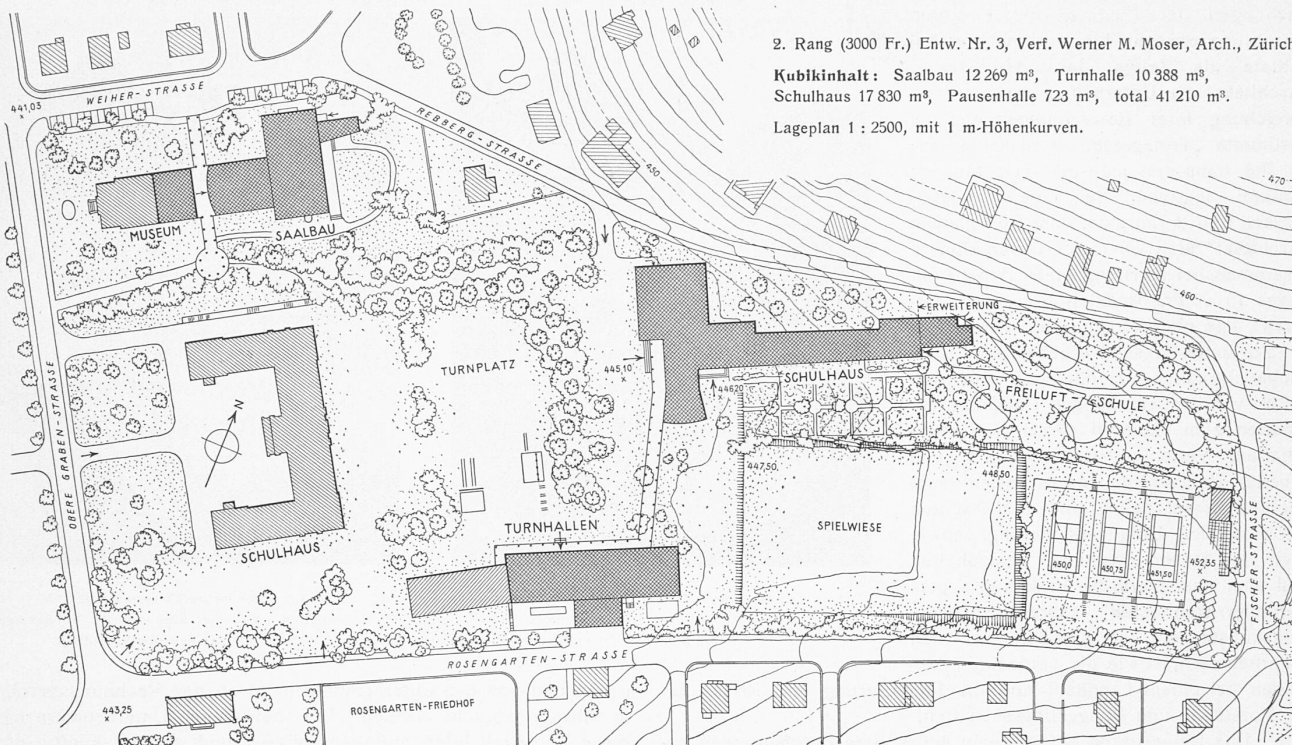 2. Rang (3000 Fr.) Entw. Nr. 3, Verf. Werner M. Moser, Arch., Zürich
Kubikinhalt: Saalbau 12 269 m³, Turnhalle 10 388 m³,
Schulhaus 17 830 m³, Pausenhalle 723 m³, total 41 210 m³.
Lageplan 1 : 2500, mit 1 m-Höhenkurven.
441,03
WEIHER-STRASSE
REBBERG-STRASSE
450
470
460
MUSEUM
SAALBAU
ERWEITERUNG
TURNPLATZ
445,10
446,20
SCHULHAUS
FREILUFT-SCHULE
OBERE GRABEN-STRASSE
N
447,50
448,50
SCHULHAUS
TURNHALLEN
SPIELWIESE
450,0
450,75
451,50
452,35
FISCHER-STRASSE
ROSENGARTEN-STRASSE
443,25
ROSENGARTEN-FRIEDHOF